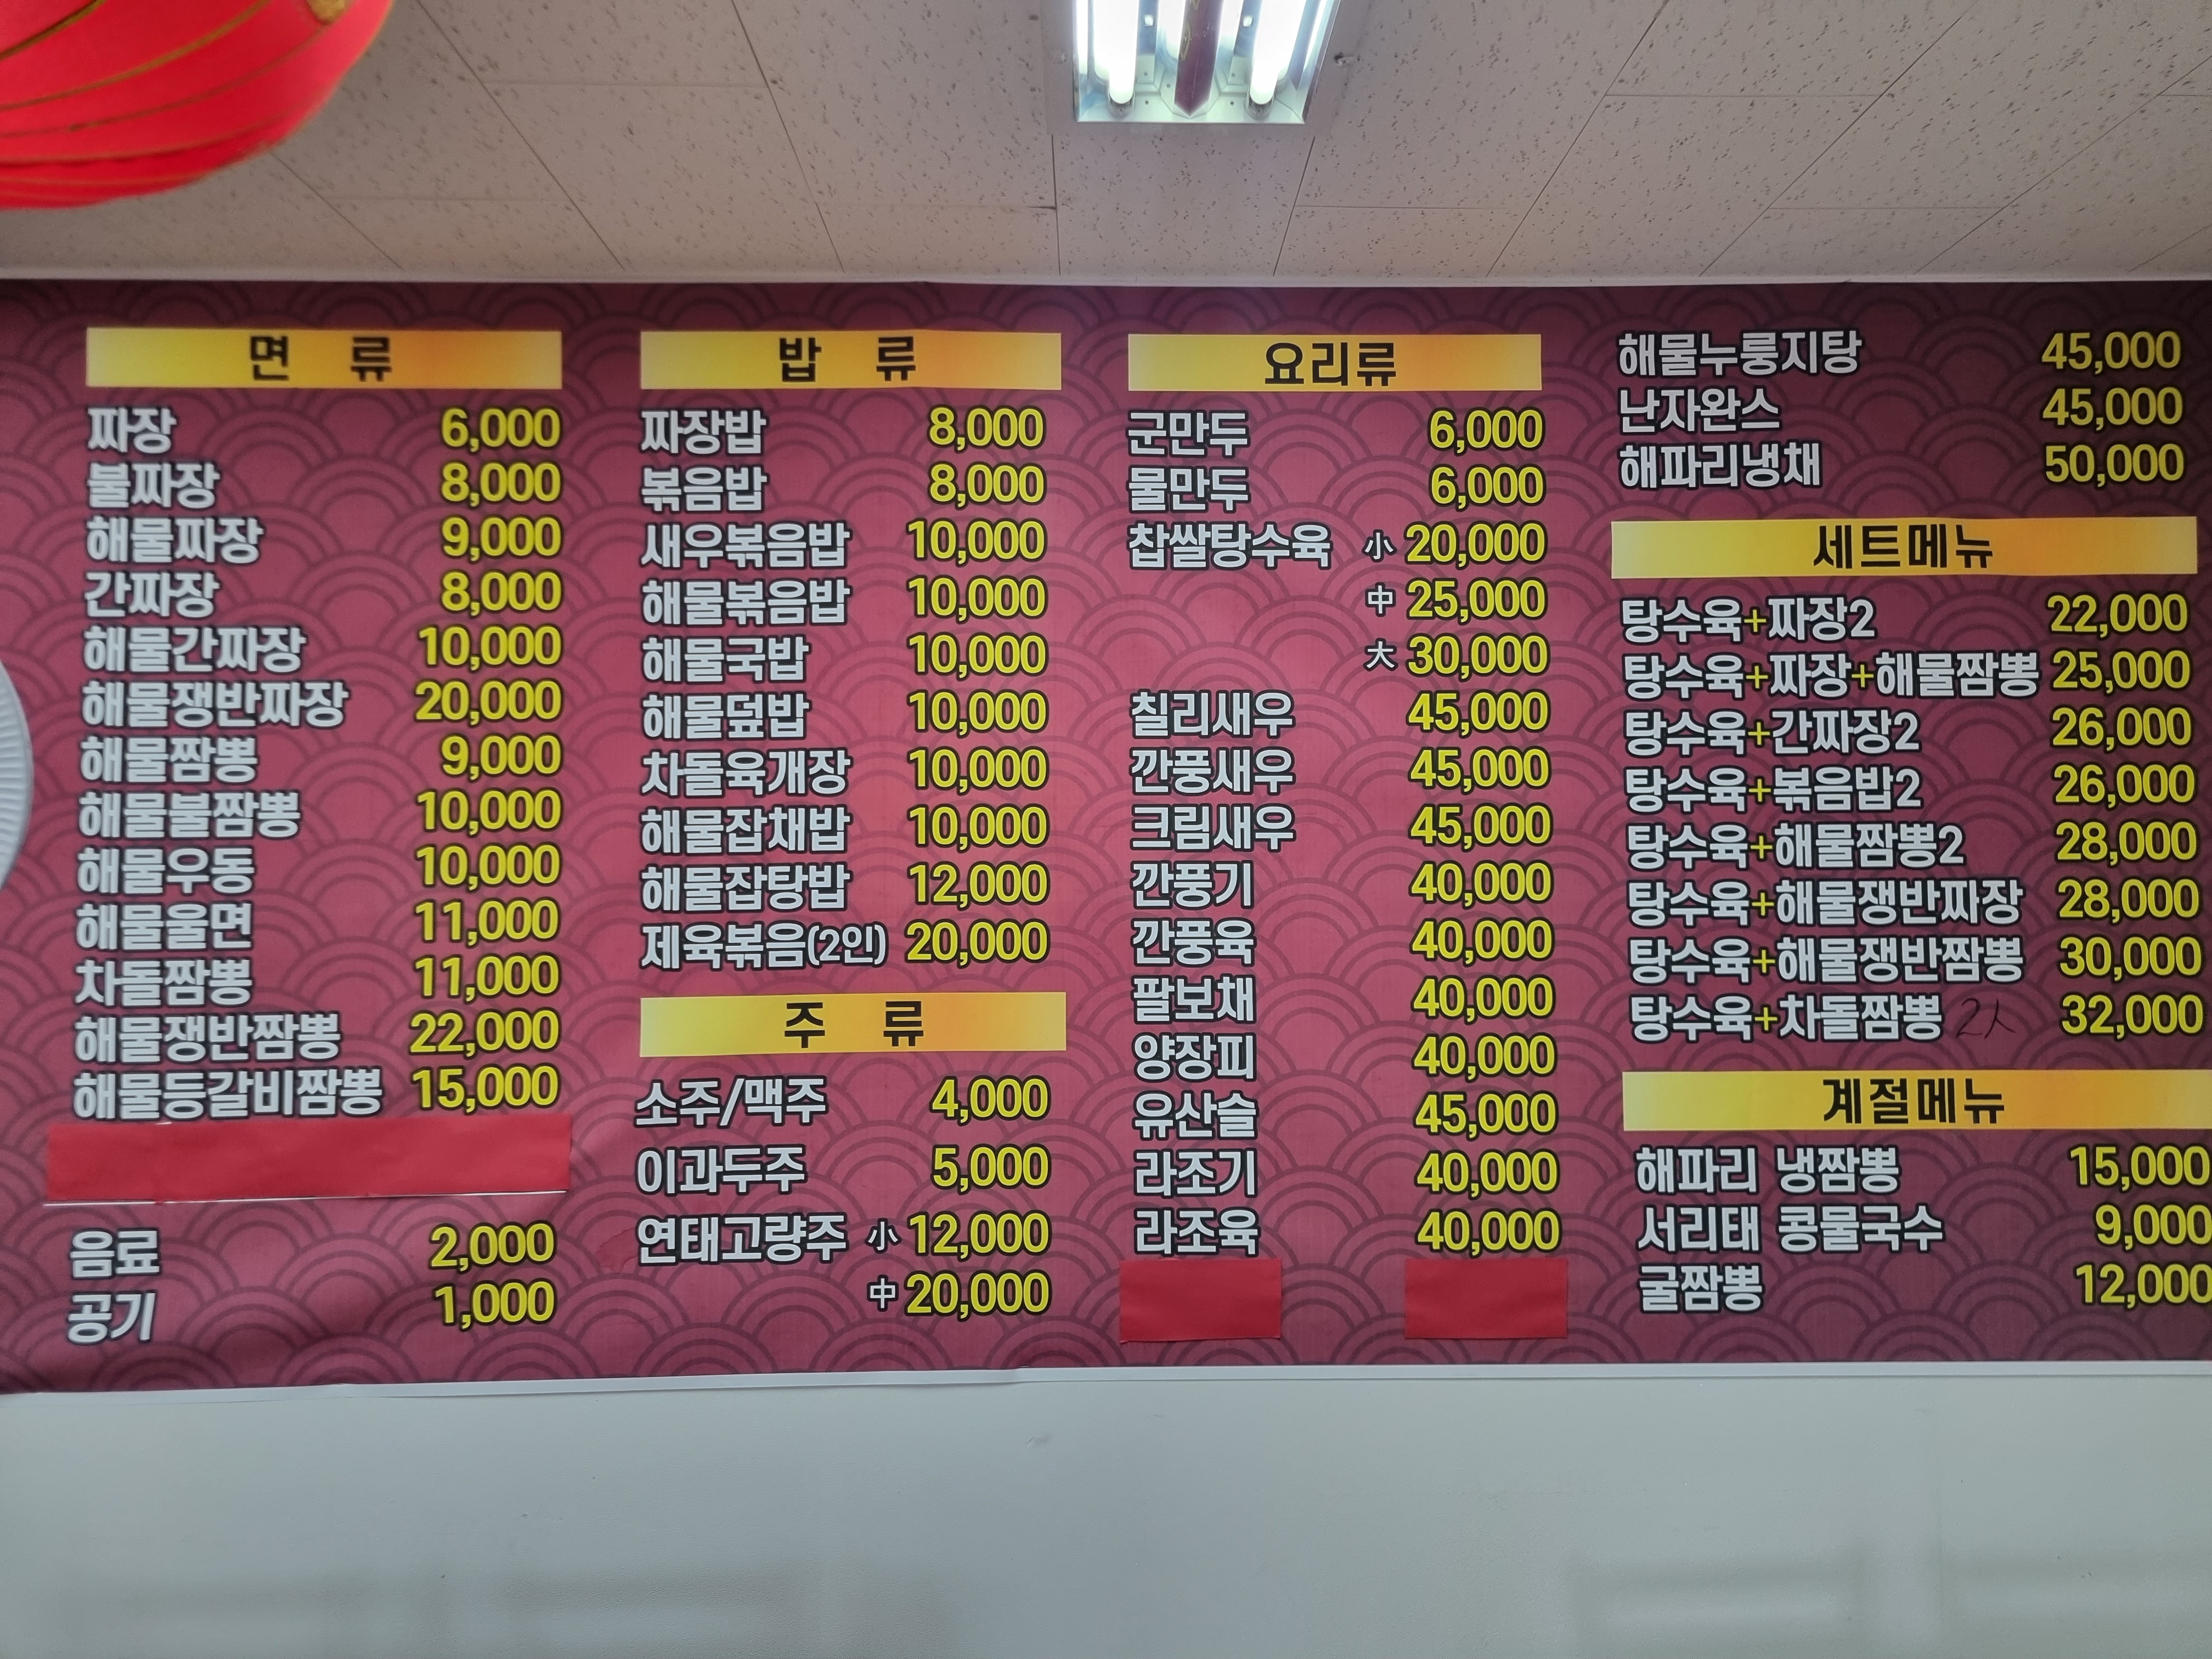 면 류
짜장 6,000
불짜장 8,000
해물짜장 9,000
간짜장 8,000
해물간짜장 10,000
해물쟁반짜장 20,000
해물짬뽕 9,000
해물불짬뽕 10,000
해물우동 10,000
해물울면 11,000
차돌짬뽕 11,000
해물쟁반짬뽕 22,000
해물등갈비짬뽕 15,000
음료 2,000
공기 1,000
밥 류
짜장밥 8,000
볶음밥 8,000
새우볶음밥 10,000
해물볶음밥 10,000
해물국밥 10,000
해물덮밥 10,000
차돌육개장 10,000
해물잡채밥 10,000
해물잡탕밥 12,000
제육볶음(2인) 20,000
주 류
소주/맥주 4,000
이과두주 5,000
연태고량주 小 12,000
中 20,000
요리류
군만두 6,000
물만두 6,000
찹쌀탕수육 小 20,000
中 25,000
大 30,000
칠리새우 45,000
깐풍새우 45,000
크림새우 45,000
깐풍기 40,000
깐풍육 40,000
팔보채 40,000
양장피 40,000
유산슬 45,000
라조기 40,000
라조육 40,000
해물누룽지탕 45,000
난자완스 45,000
해파리냉채 50,000
세트메뉴
탕수육+짜장2 22,000
탕수육+짜장+해물짬뽕 25,000
탕수육+간짜장2 26,000
탕수육+볶음밥2 26,000
탕수육+해물짬뽕2 28,000
탕수육+해물쟁반짜장 28,000
탕수육+해물쟁반짬뽕 30,000
탕수육+차돌짬뽕 2人 32,000
계절메뉴
해파리 냉짬뽕 15,000
서리태 콩물국수 9,000
굴짬뽕 12,000